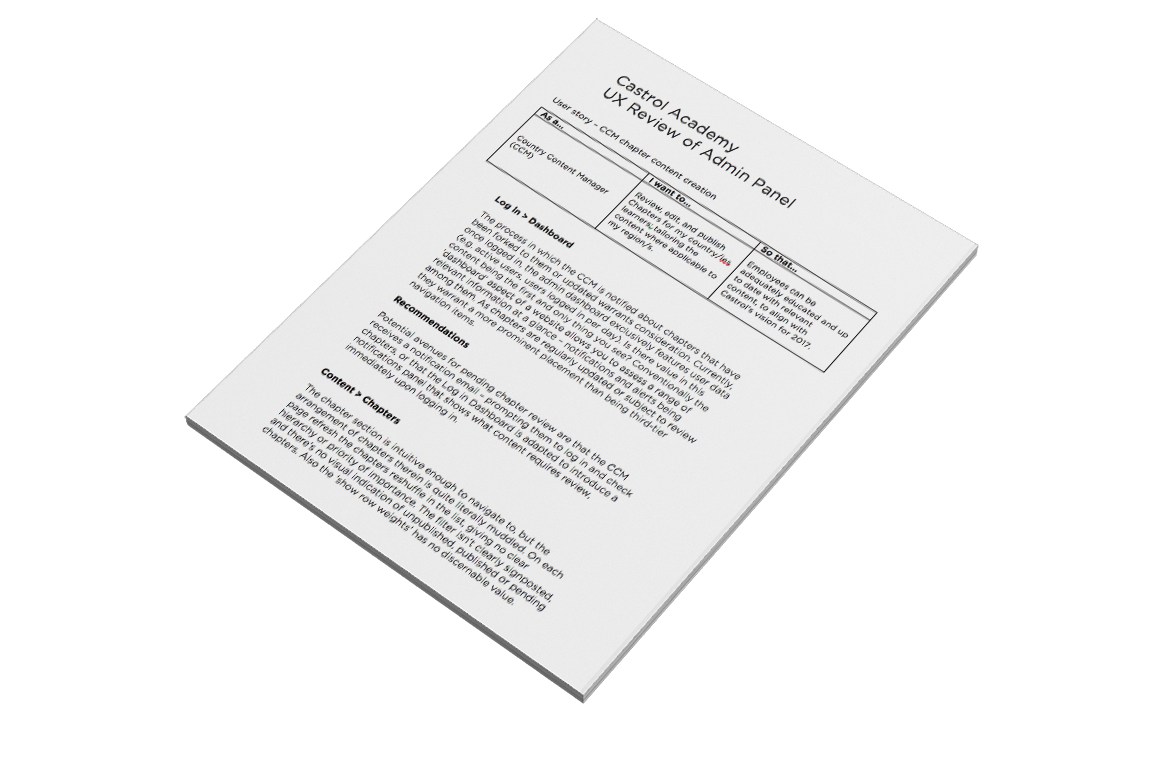 Castrol Academy
UX Review of Admin Panel
User story – CCM chapter content creation
As a...
Country Content Manager
(CCM)
I want to...
Review, edit, and publish
Chapters for my country/ies
learners; tailoring the
content where applicable to
my region/s.
So that...
Employees can be
adequately educated and up
to date with relevant
content, to align with
Castrol's vision for 2017.
Log in > Dashboard
The process in which the CCM is notified about chapters that have
been forked to them or updated warrants consideration. Currently,
once logged in, the admin dashboard exclusively features user data
(e.g. active users, users logged in per day). Is there value in this
content being the first and only thing you see? Conventionally the
'dashboard' aspect of a website allows you to assess a range of
relevant information at a glance – notifications and alerts being
among them. As chapters are regularly updated or subject to review
they warrant a more prominent placement than being third-tier
navigation items.
Recommendations
Potential avenues for pending chapter review are that the CCM
receives a notification email – prompting them to log in and check
chapters, or that the Log in Dashboard is adapted to introduce a
notifications panel that shows what content requires review,
immediately upon logging in.
Content > Chapters
The chapter section is intuitive enough to navigate to, but the
arrangement of chapters therein is quite literally muddled. On each
page refresh the chapters reshuffle in the list, giving no clear
hierarchy or priority or importance. The filter isn't clearly signposted,
and there's no visual indication of unpublished, published or pending
chapters. Also the 'show row weights' has no discernable value.